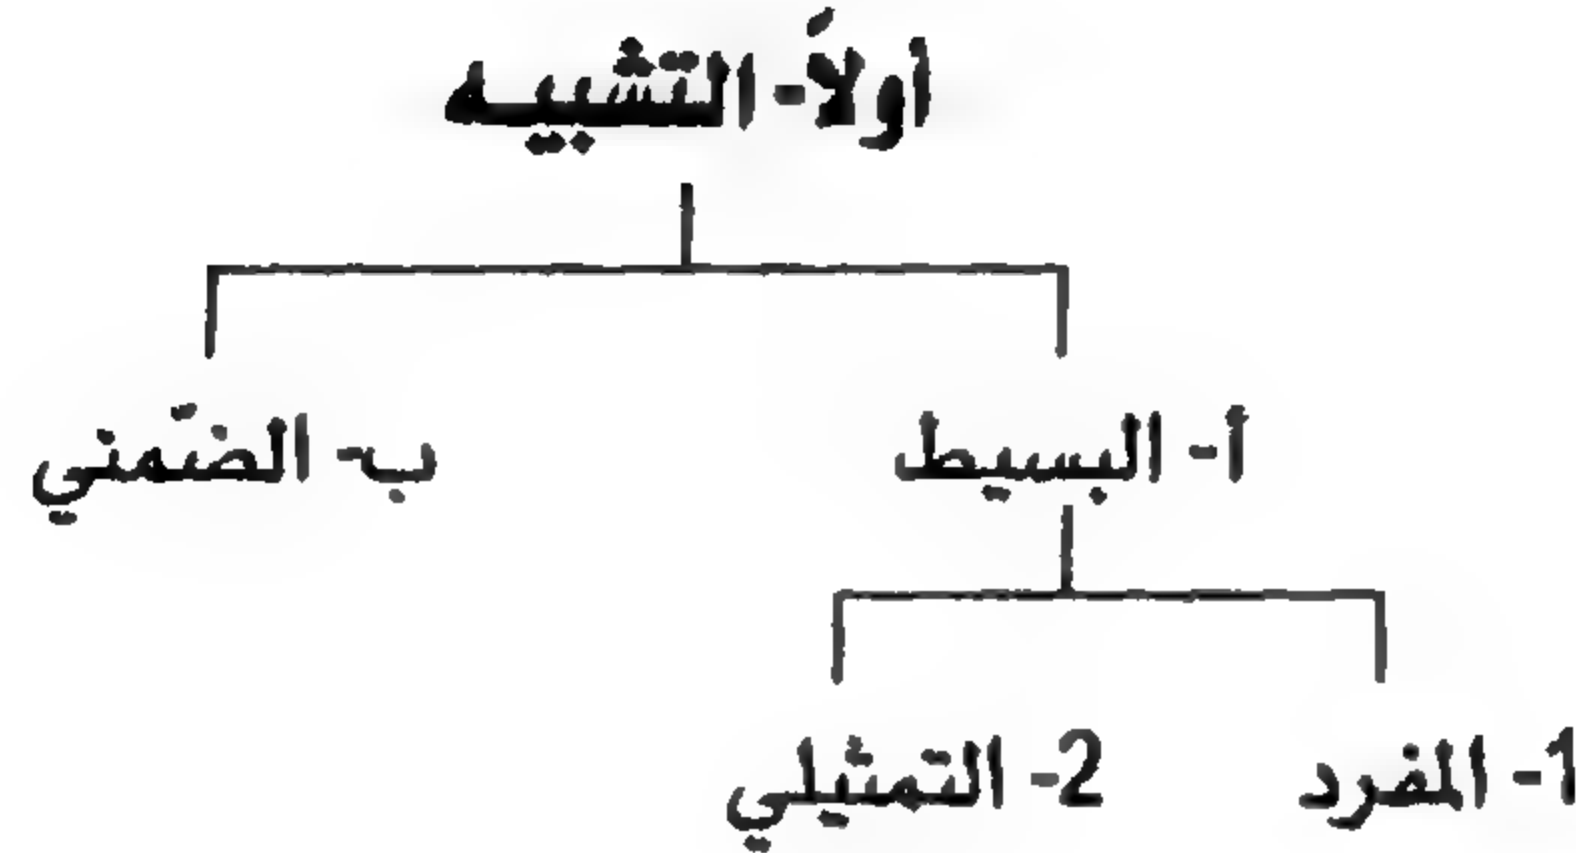 أولاً- التشبيه
أ- البسيط ب- الضّمني
1- المفرد 2- التمثيلي